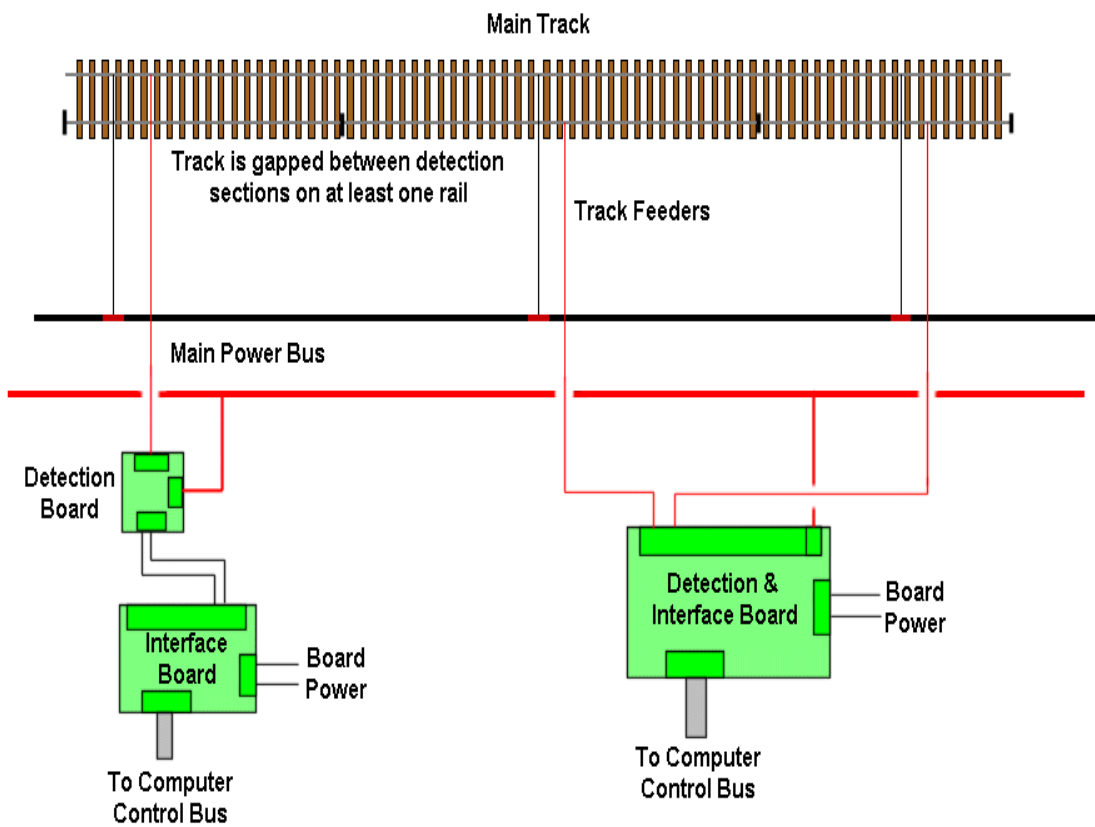 Main Track
Track is gapped between detection
sections on at least one rail
Track Feeders
Main Power Bus
Detection
Board
Interface
Board
Board
Power
To Computer
Control Bus
Detection &
Interface Board
Board
Power
To Computer
Control Bus